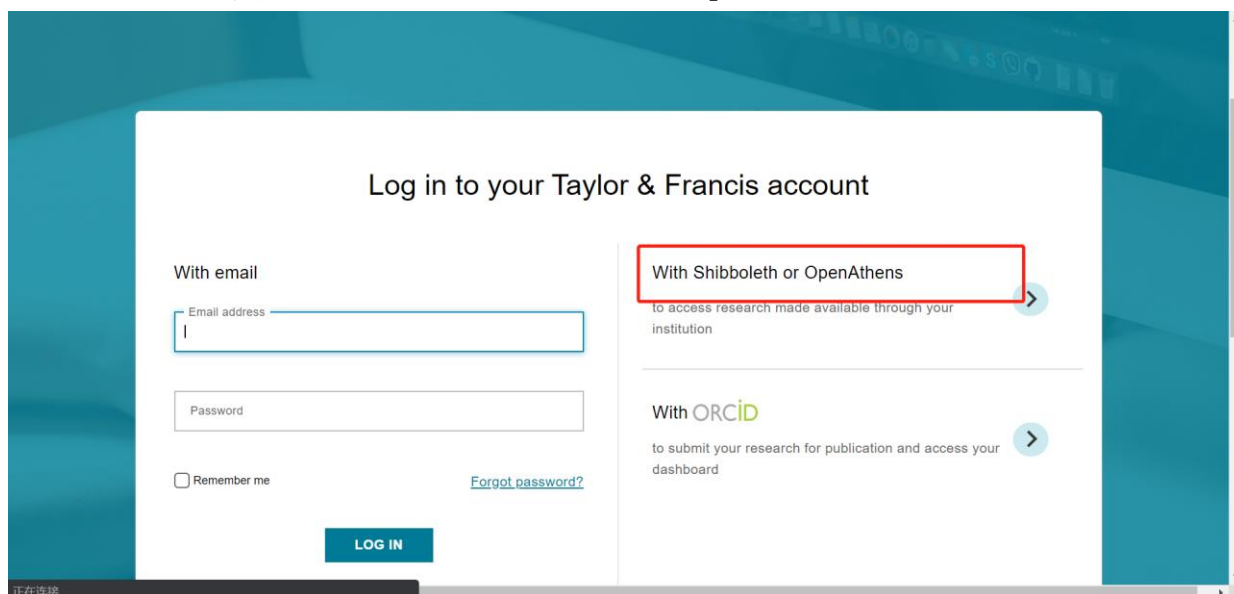 Log in to your Taylor & Francis account
With email
Email address
Password
Remember me
Forgot password?
LOG IN
With Shibboleth or OpenAthens
to access research made available through your
institution
With ORCiD
to submit your research for publication and access your
dashboard
正在连接